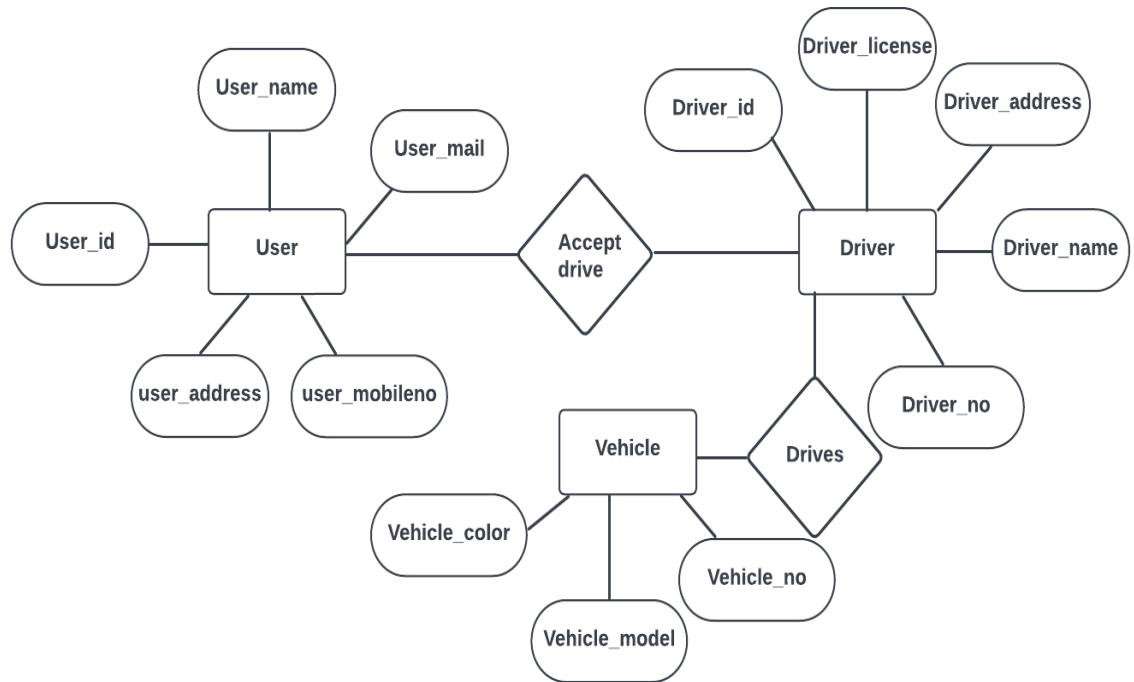 Driver_license
User_name
Driver_id
Driver_address
User_mail
User_id
User
Accept
drive
Driver
Driver_name
user_address
user_mobileno
Driver_no
Vehicle
Drives
Vehicle_color
Vehicle_no
Vehicle_model